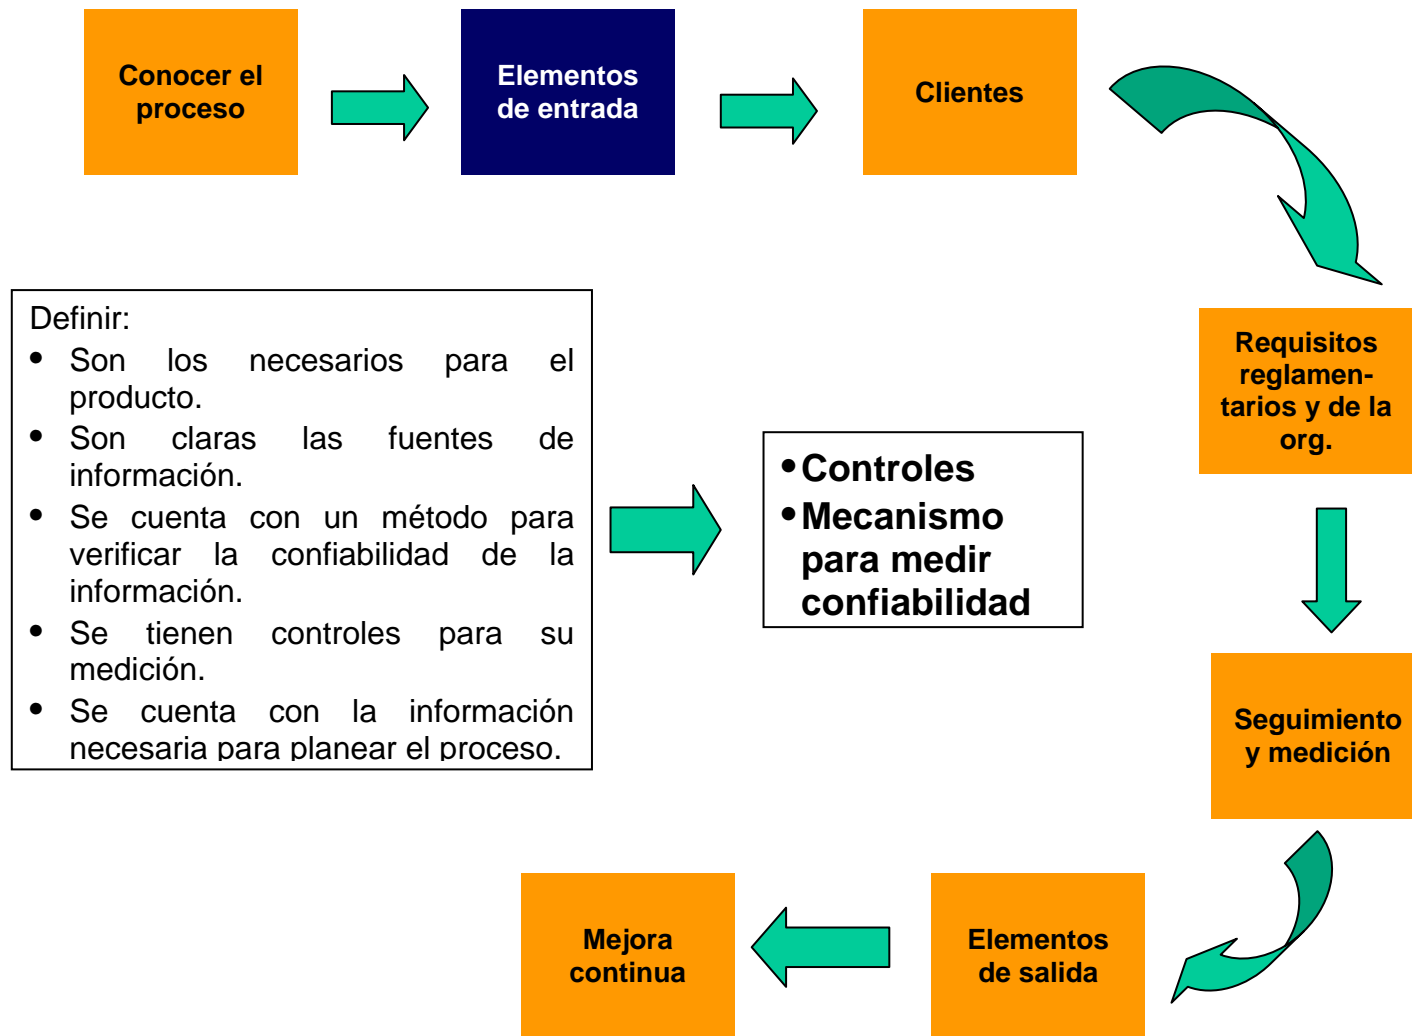 Conocer el
proceso
Elementos
de entrada
Clientes
Requisitos
reglamen-
tarios y de la
org.
Definir:
• Son los necesarios para el
producto.
• Son claras las fuentes de
información.
• Se cuenta con un método para
verificar la confiabilidad de la
información.
• Se tienen controles para su
medición.
• Se cuenta con la información
necesaria para planear el proceso.
• Controles
• Mecanismo
para medir
confiabilidad
Seguimiento
y medición
Mejora
continua
Elementos
de salida